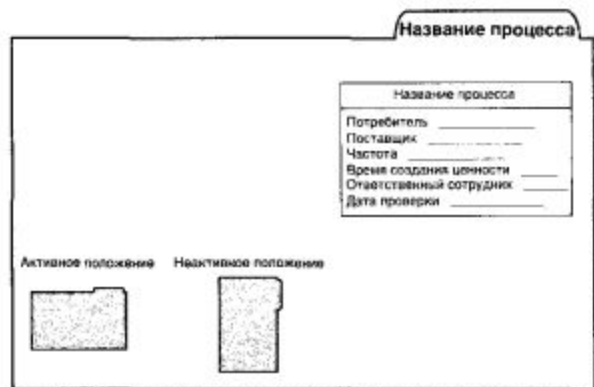 Название процесса
Название процесса
Потребитель
Поставщик
Частота
Время создания ценности
Ответственный сотрудник
Дата проверки
Активное положение Неактивное положение